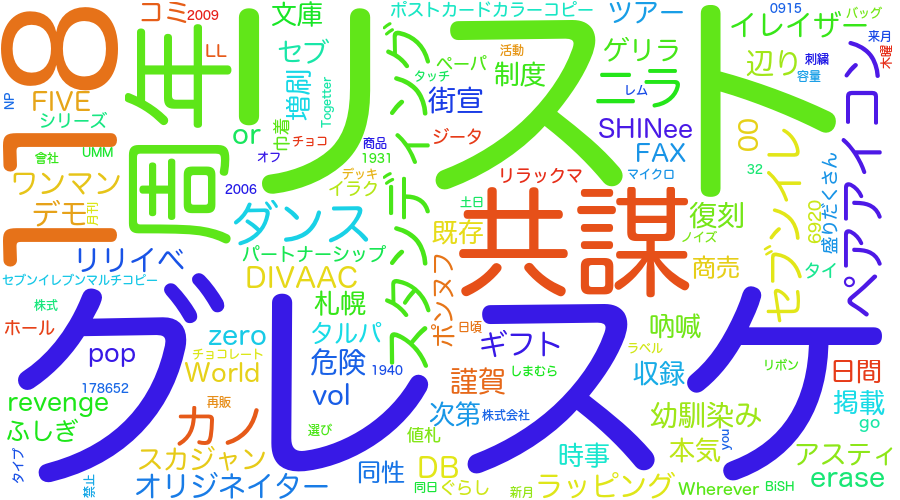 コミ
2009
文庫
ポストカードカラーコピー
ツアー
0915
バッグ
118
周年
リスト
イレイザー
来月
木曜
LL
セブ
スタンディング
活動
ペーパ
タッチ
ゲリラ
辺り
刺繍
容量
NP
FIVE
シリーズ
増刷
Together
制度
ニラ
レム
ペアアイコン
會社
UMM
or
巾着
チョコ
オフ
商品
1931
街宣
ジータ
SHINee
FAX
00
セブンイレ
32
盛りだくさん
ワンマン
2006
デッキ
イラク
リラックマ
マイクロ
デモ
月刊
ダンス
土日
既存
共謀
復刻
ノイズ
6920
タイ
リリイベ
パートナーシップ
DIVAAC
ボンヌフ
商売
セブンイレブンマルチコピー
株式
札幌
ホール
zero
タルパ
日頃
ギフト
吶喊
グレスケ
pop
チョコレート
World
危険
1940
しまむら
ラベル
リボン
日間
178652
vol
謹賀
収録
revenge
再販
カノ
次第
株式会社
幼馴染み
掲載
go
ふしぎ
選び
値札
you
本気
タイプ
スカジャン
同性
DB
時事
アスティ
禁止
オリジネイター
同日
ぐらし
新月
ラッピング
Wherever
BiSH
erase